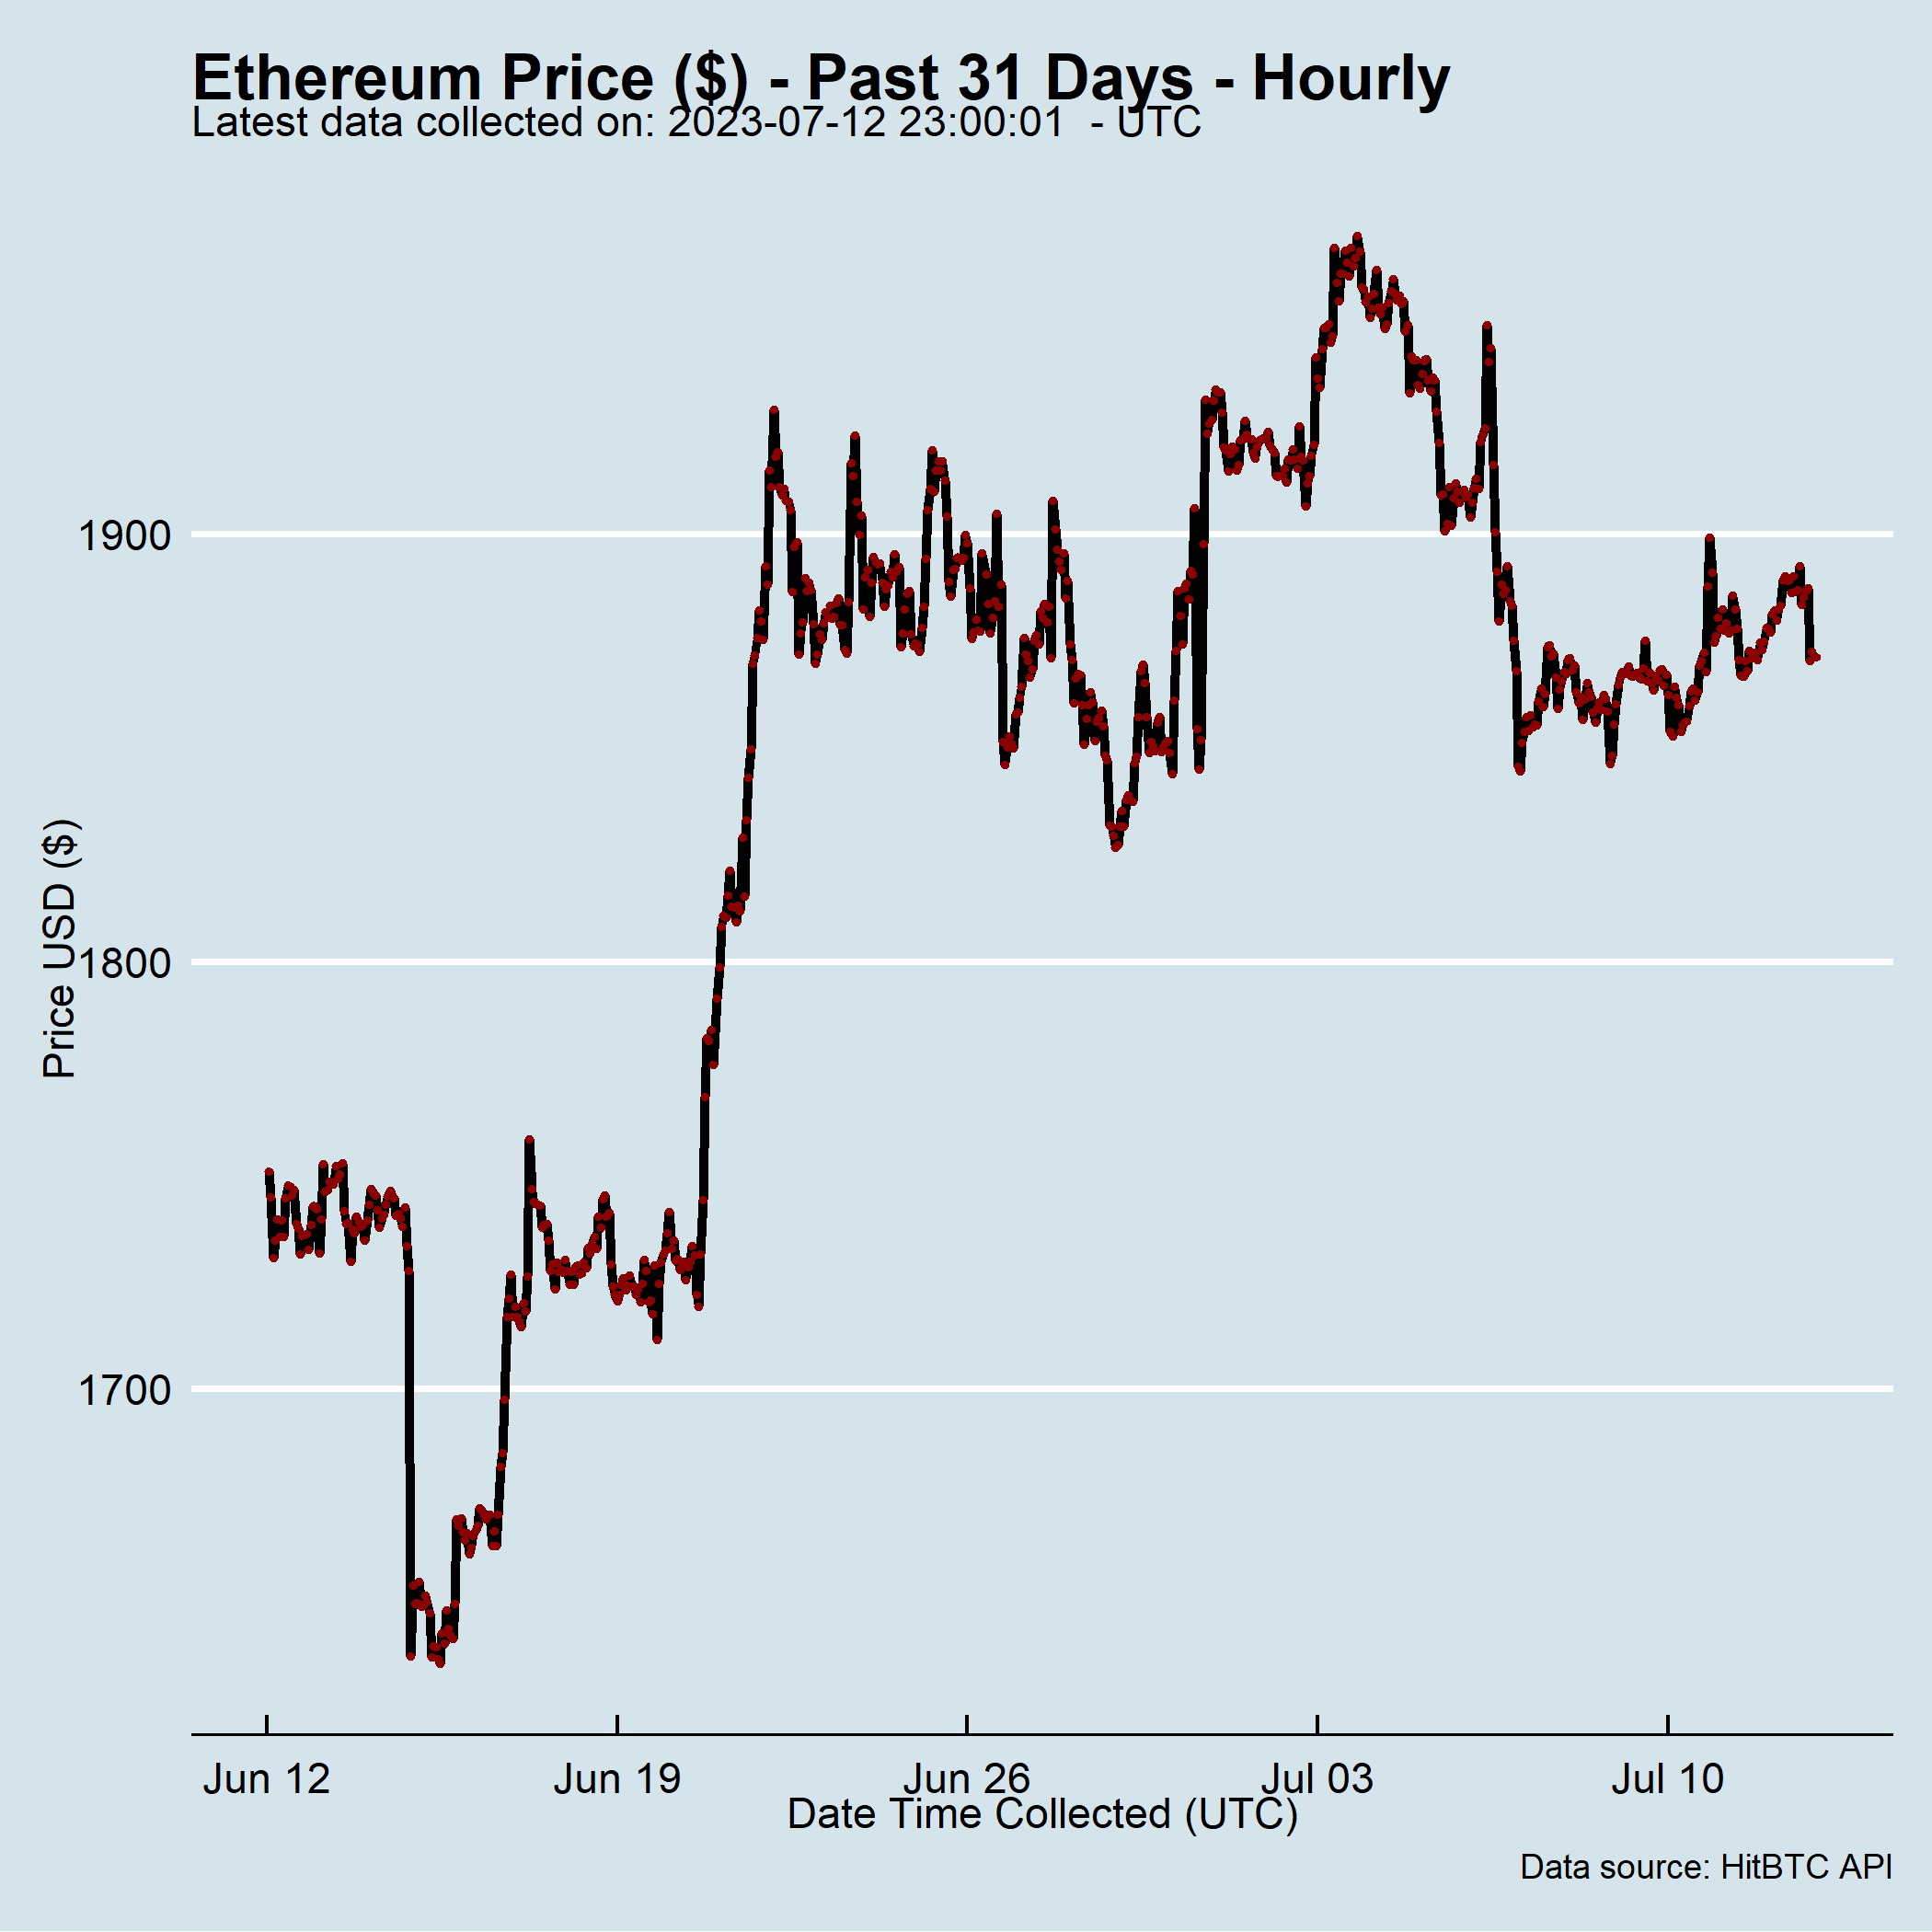 Ethereum Price ($) - Past 31 Days - Hourly
Latest data collected on: 2023-07-12 23:00:01  - UTC
Price USD ($)
1900
1800
1700
Jun 12 Jun 19 Jun 26 Jul 03 Jul 10
Date Time Collected (UTC)
Data source: HitBTC API